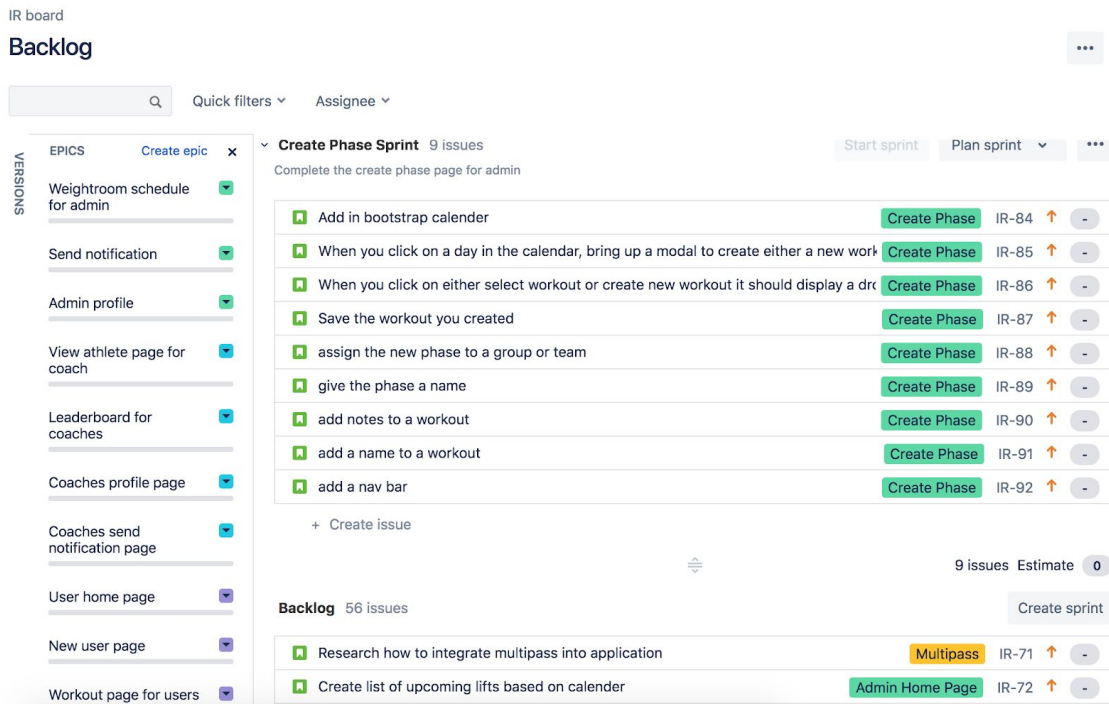 IR board
Backlog
Quick filters
Assignee
VERSIONS
EPICS
Create epic
Weightroom schedule
for admin
Send notification
Admin profile
View athlete page for
coach
Leaderboard for
coaches
Coaches profile page
Coaches send
notification page
User home page
New user page
Workout page for users
Create Phase Sprint 9 issues
Start sprint
Plan sprint
Complete the create phase page for admin
Add in bootstrap calender Create Phase IR-84 -
When you click on a day in the calendar, bring up a modal to create either a new work Create Phase IR-85 -
When you click on either select workout or create new workout it should display a dro Create Phase IR-86 -
Save the workout you created Create Phase IR-87 -
assign the new phase to a group or team Create Phase IR-88 -
give the phase a name Create Phase IR-89 -
add notes to a workout Create Phase IR-90 -
add a name to a workout Create Phase IR-91 -
add a nav bar Create Phase IR-92 -
+ Create issue
9 issues Estimate 0
Backlog 56 issues
Create sprint
Research how to integrate multipass into application Multipass IR-71 -
Create list of upcoming lifts based on calender Admin Home Page IR-72 -